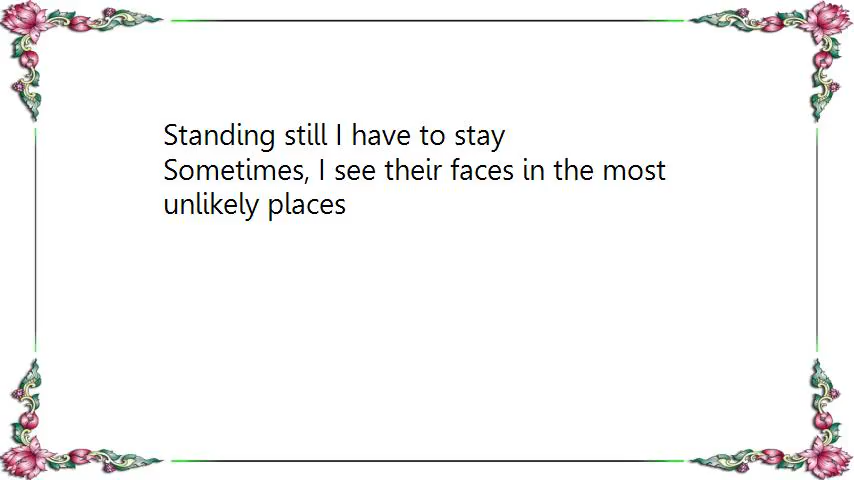 Standing still I have to stay
Sometimes, I see their faces in the most
unlikely places